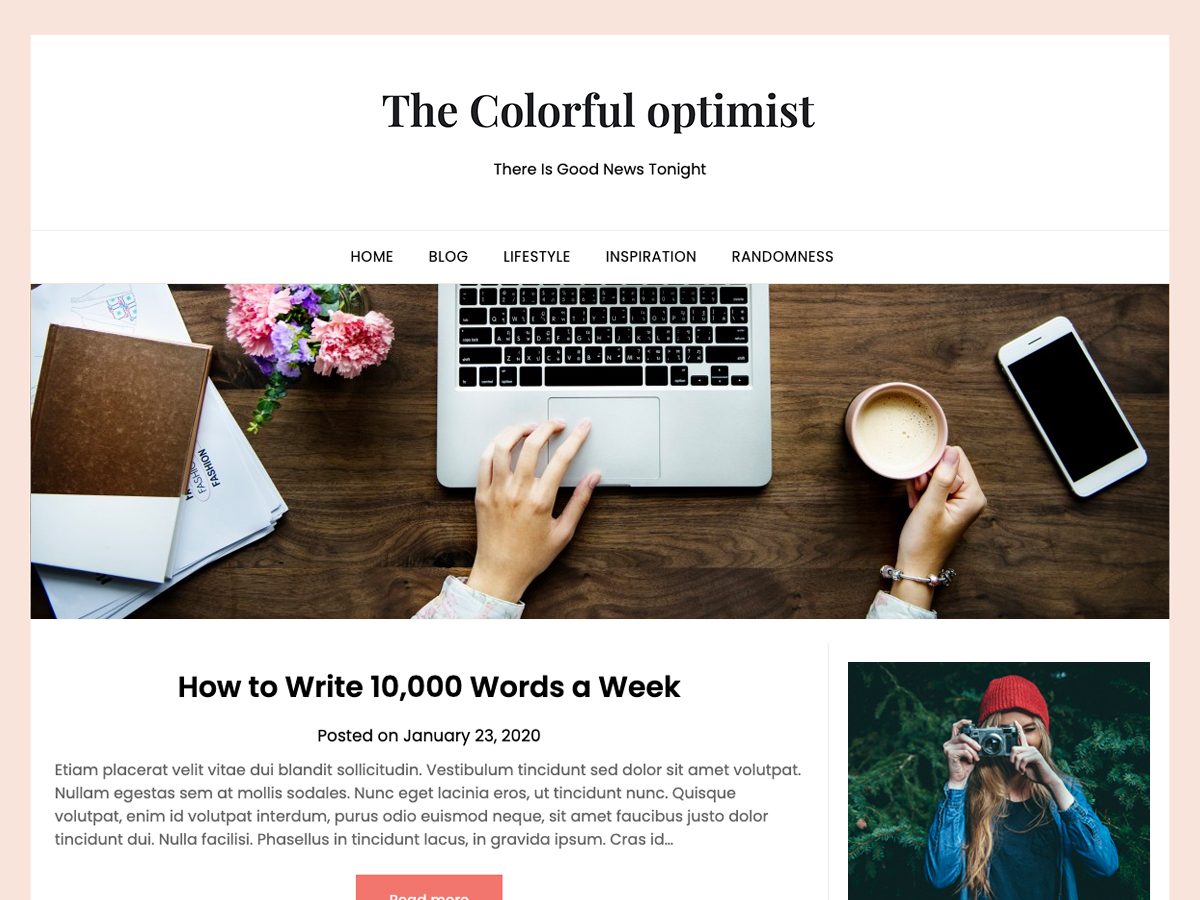 The Colorful optimist
There Is Good News Tonight
HOME BLOG LIFESTYLE INSPIRATION RANDOMNESS
FASHION
FASHION
How to Write 10,000 Words a Week
Posted on January 23, 2020
Etiam placerat velit vitae dui blandit sollicitudin. Vestibulum tincidunt sed dolor sit amet volutpat.
Nullam egestas sem at mollis sodales. Nunc eget lacinia eros, ut tincidunt nunc. Quisque
volutpat, enim id volutpat interdum, purus odio euismod neque, sit amet faucibus justo dolor
tincidunt dui. Nulla facilisi. Phasellus in tincidunt lacus, in gravida ipsum. Cras id…
Read more